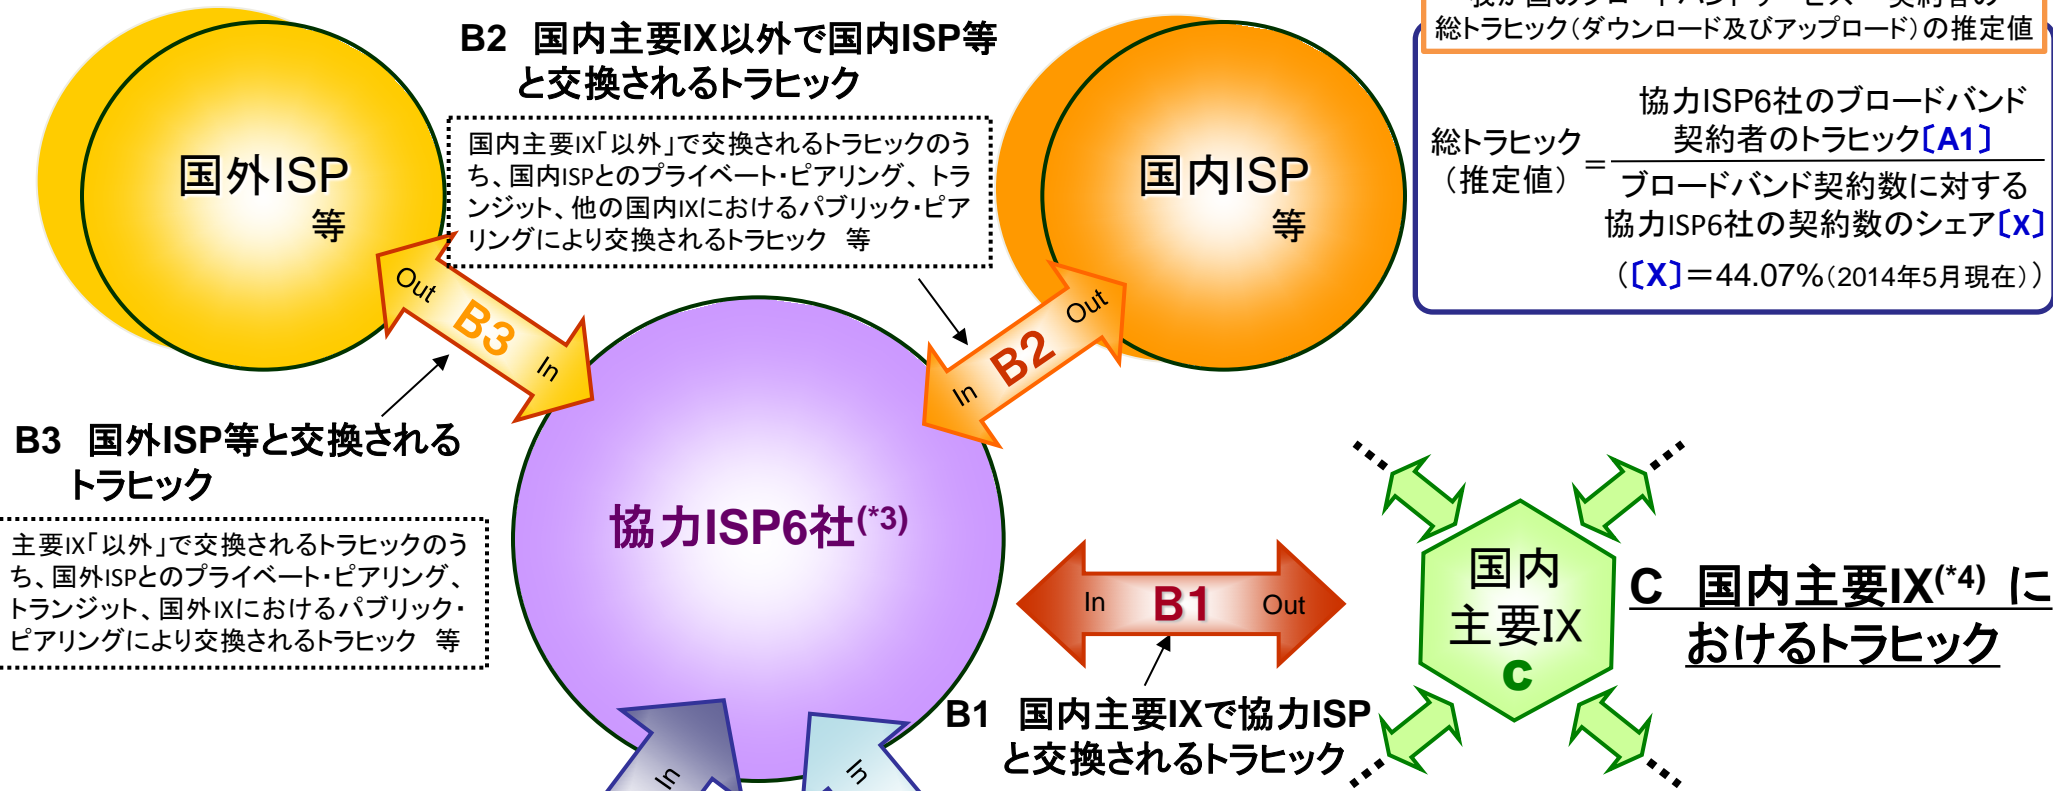 B2 国内主要IX以外で国内ISP等
と交換されるトラヒック
国内主要IX「以外」で交換されるトラヒックのう
ち、国内ISPとのプライベート・ピアリング、トラ
ンジット、他の国内IXにおけるパブリック・ピア
リングにより交換されるトラヒック 等
国外ISP
等
国内ISP
等
総トラヒック(ダウンロード及びアップロード)の推定値
総トラヒック
(推定値)
=
協力ISP6社のブロードバンド
契約者のトラヒック〔A1〕
ブロードバンド契約数に対する
協力ISP6社の契約数のシェア〔X〕
(〔X〕=44.07%(2014年5月現在))
Out
B3
In
In
B2
Out
B3 国外ISP等と交換される
トラヒック
主要IX「以外」で交換されるトラヒックのう
ち、国外ISPとのプライベート・ピアリング、
トランジット、国外IXにおけるパブリック・
ピアリングにより交換されるトラヒック 等
協力ISP6社(*3)
In
B1
Out
B1 国内主要IXで協力ISP
と交換されるトラヒック
国内
主要IX
C
C 国内主要IX(*4) に
おけるトラヒック
In
In